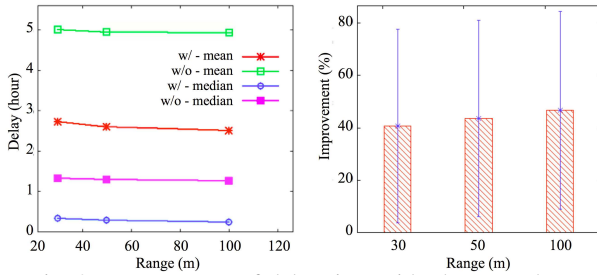 5
4
3
2
1
0
Delay (hour)
w/ - mean
w/o - mean
w/ - median
w/o - median
20 40 60 80 100 120
Range (m)
80
60
40
20
0
Improvement (%)
30 50 100
Range (m)